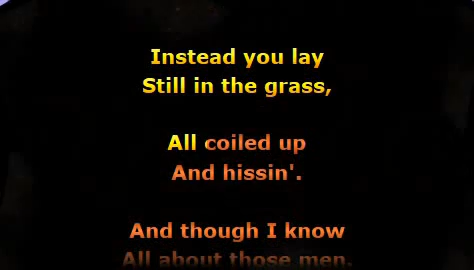 Instead you lay
Still in the grass,
All coiled up
And hissin'.
And though I know
All about those men.